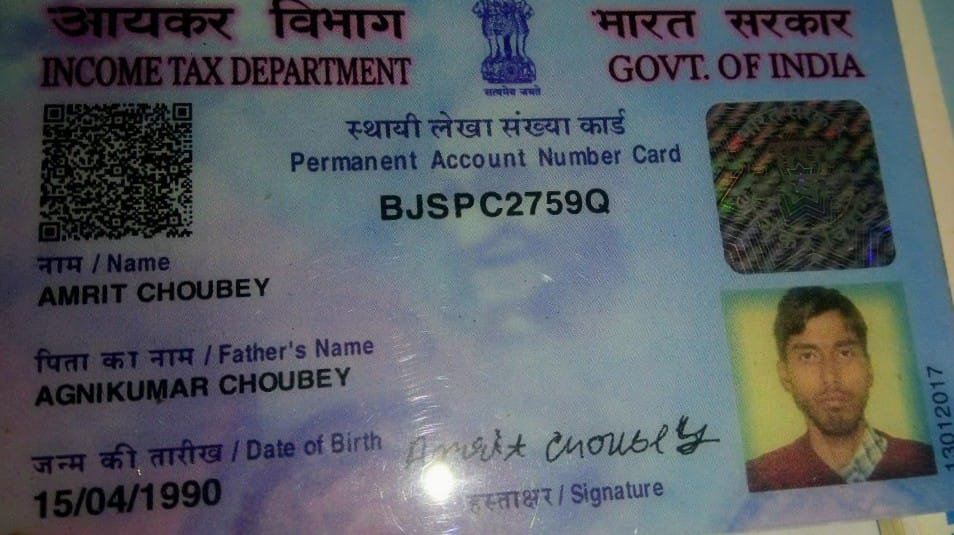 आयकर विभाग
INCOME TAX DEPARTMENT
सत्यमेव जयते
भारत सरकार
GOVT. OF INDIA
स्थायी लेखा संख्या कार्ड
Permanent Account Number Card
BJSPC2759Q
नाम / Name
AMRIT CHOUBEY
पिता का नाम / Father's Name
AGNIKUMAR CHOUBEY
जन्म की तारीख / Date of Birth
15/04/1990
Amrit Choubey
हस्ताक्षर / Signature
13012017